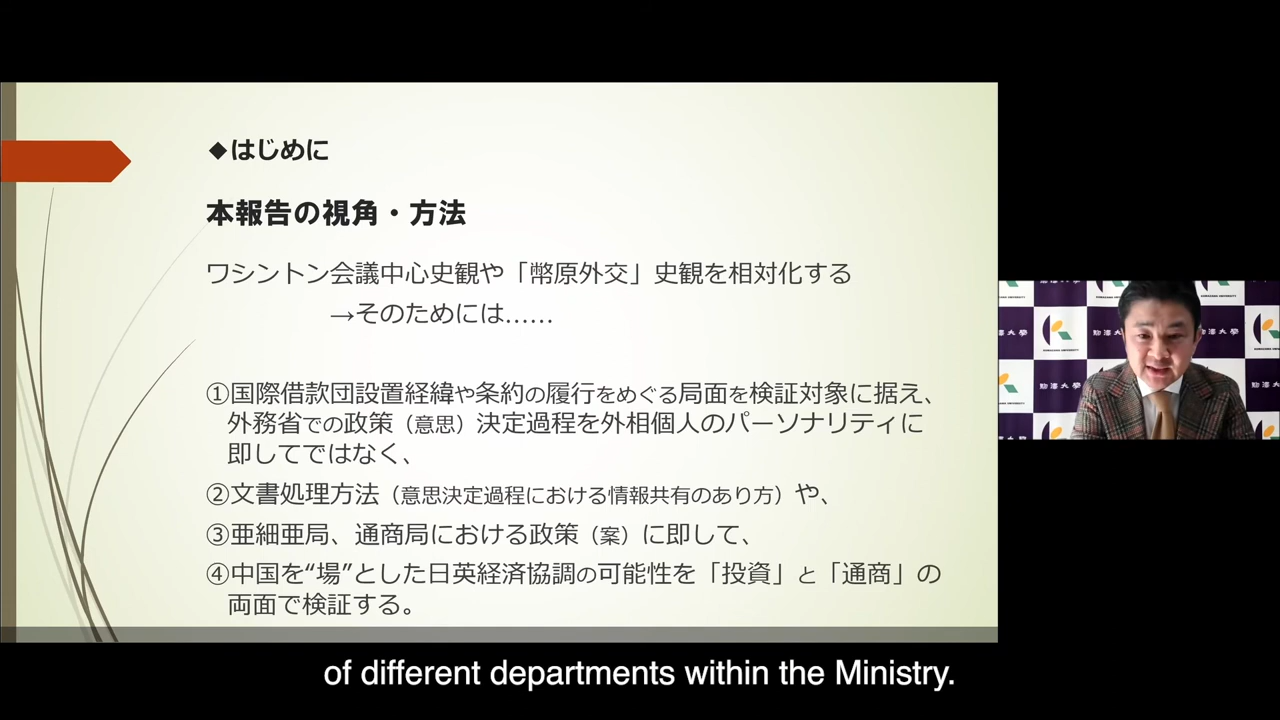 ◆はじめに
本報告の視角・方法
ワシントン会議中心史観や「幣原外交」史観を相対化する
→そのためには……
①国際借款団設置経緯や条約の履行をめぐる局面を検証対象に据え、
外務省での政策（意思）決定過程を外相個人のパーソナリティに
即してではなく、
②文書処理方法（意思決定過程における情報共有のあり方）や、
③亜細亜局、通商局における政策（案）に即して、
④中国を“場”とした日英経済協調の可能性を「投資」と「通商」の
両面で検証する。
駒澤大學
KOMAZAWA UNIVERSITY
of different departments within the Ministry.